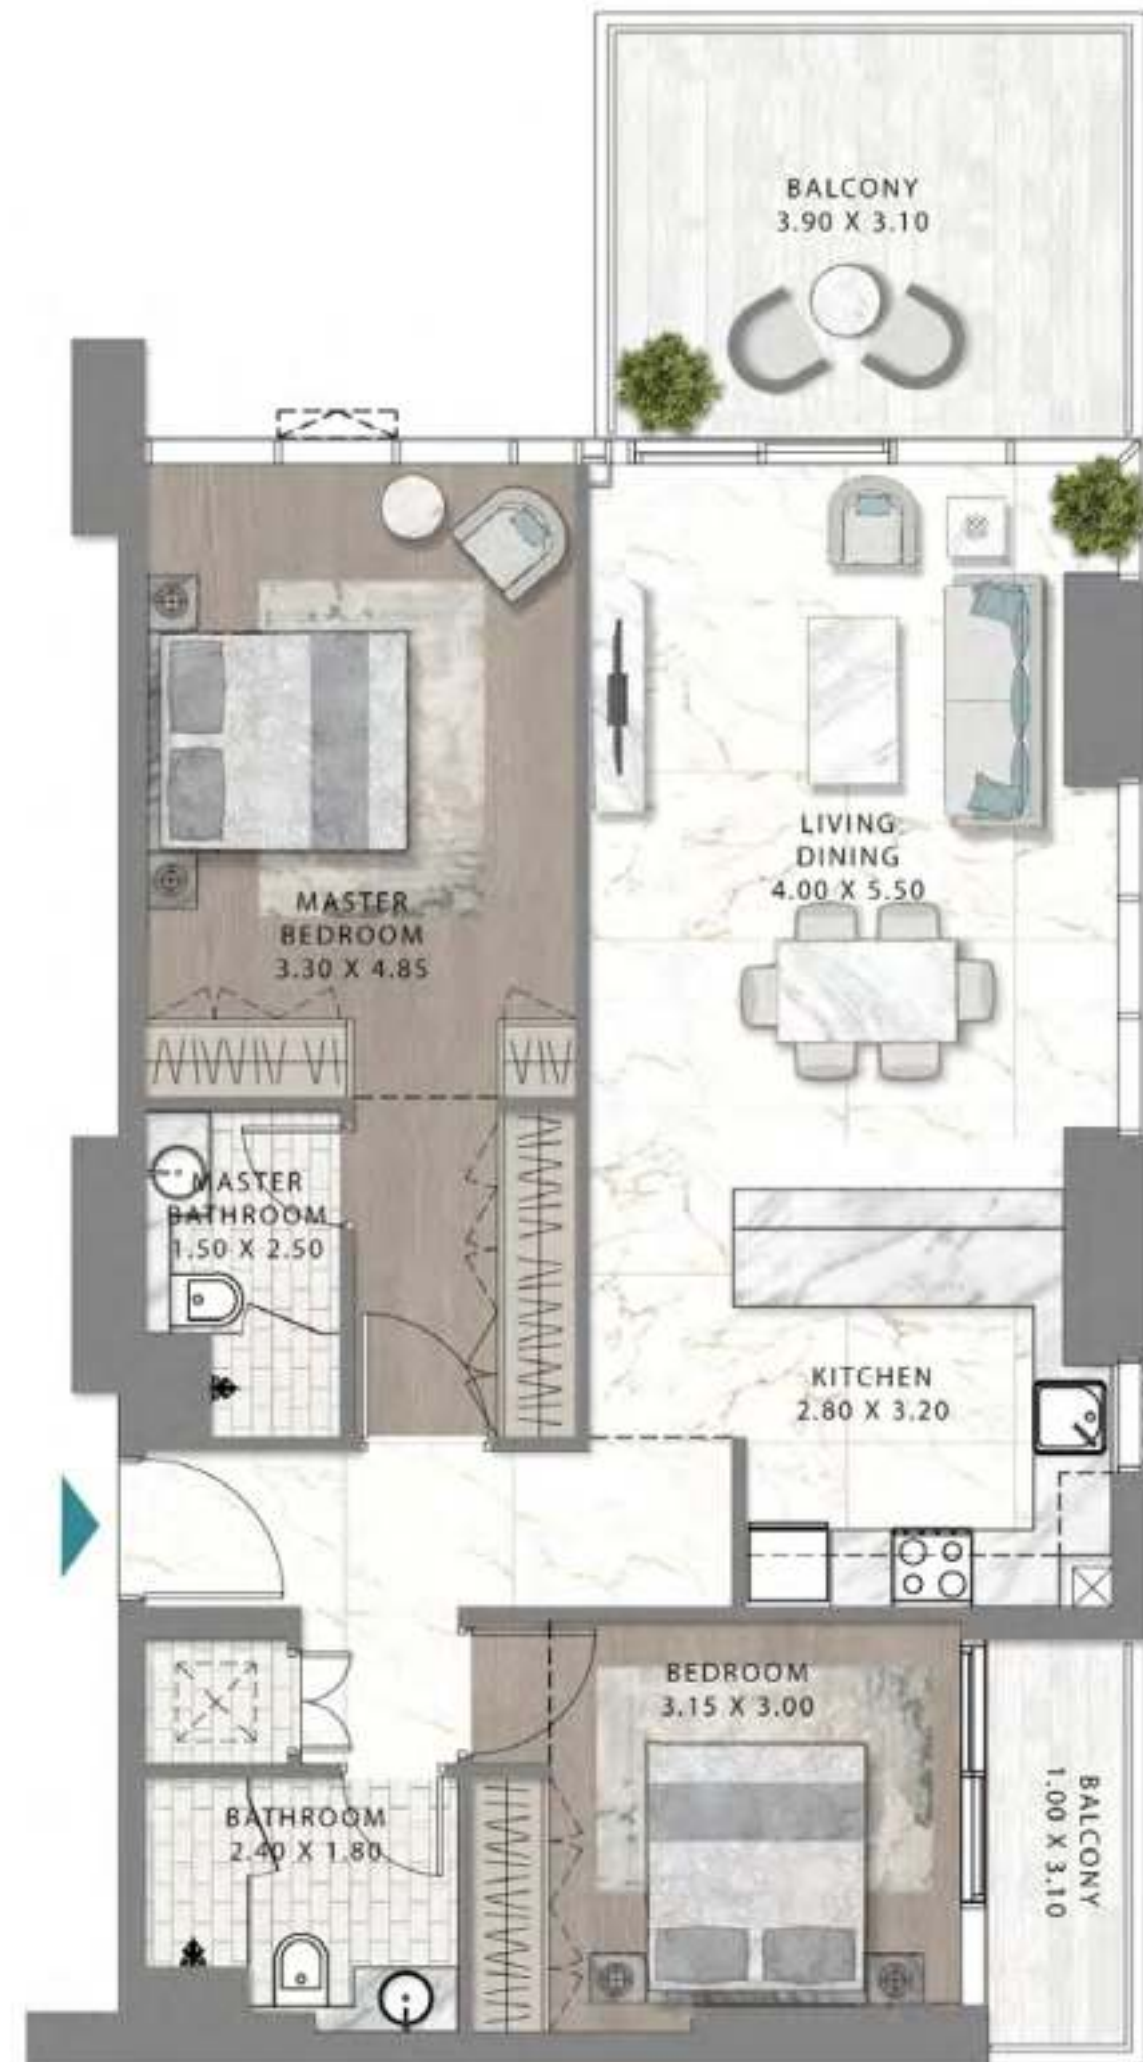 BALCONY
3.90 X 3.10
LIVING
DINING
4.00 X 5.50
MASTER
BEDROOM
3.30 X 4.85
MASTER
BATHROOM
1.50 X 2.50
KITCHEN
2.80 X 3.20
BEDROOM
3.15 X 3.00
BATHROOM
2.40 X 1.80
BALCONY
1.00 X 3.10